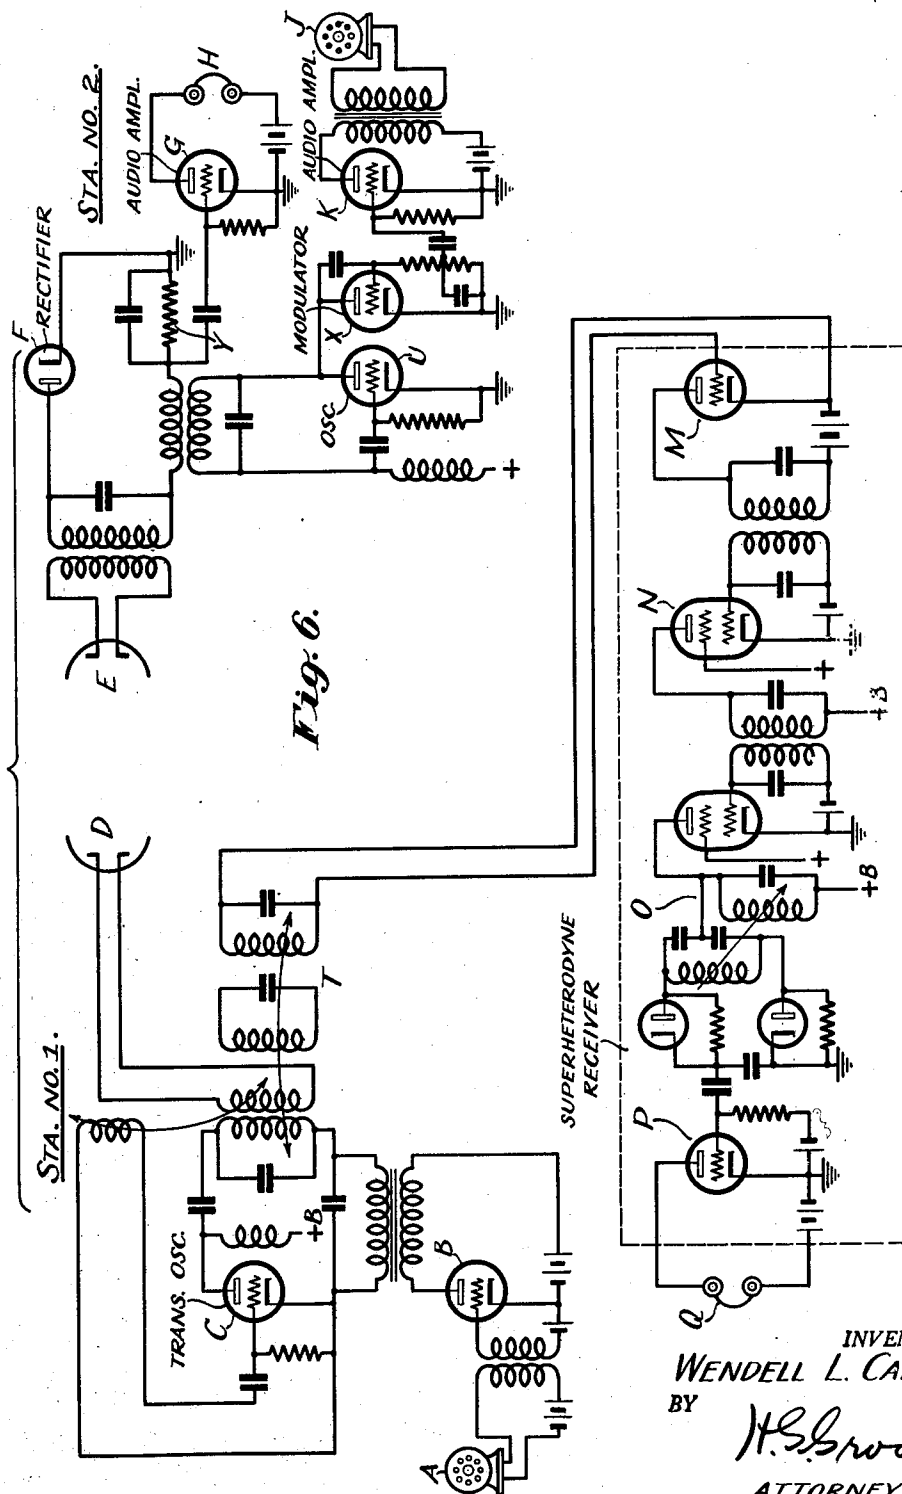 STA. NO. 1.
TRANS. OSC.
C
+B
B
A
D
T
Fig. 6.
E
F
RECTIFIER
STA. NO. 2.
AUDIO AMPL.
G
H
Y
MODULATOR
X
OSC.
U
+
AUDIO AMPL.
K
J
SUPERHETERODYNE
RECEIVER
M
N
+
+B
+
+B
O
P
Q
INVEN
WENDELL L. CA
BY
ATTORNEY